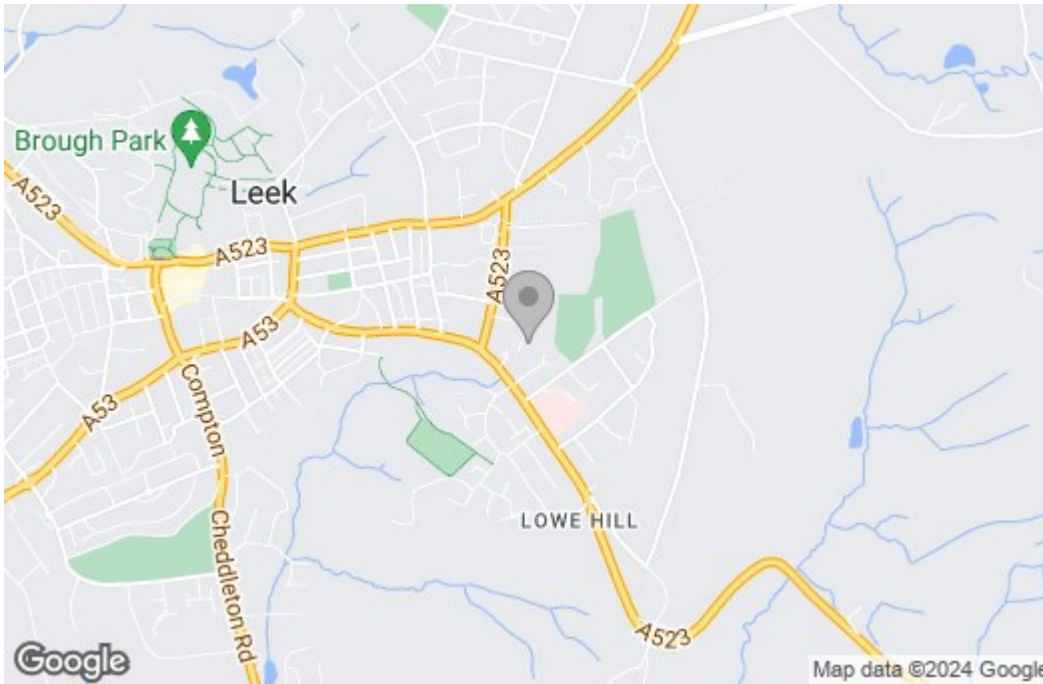 Brough Park
Leek
A523
A523
A523
A53
A53
Compton
Cheddleton Rd
LOWE HILL
A523
Google
Map data ©2024 Google